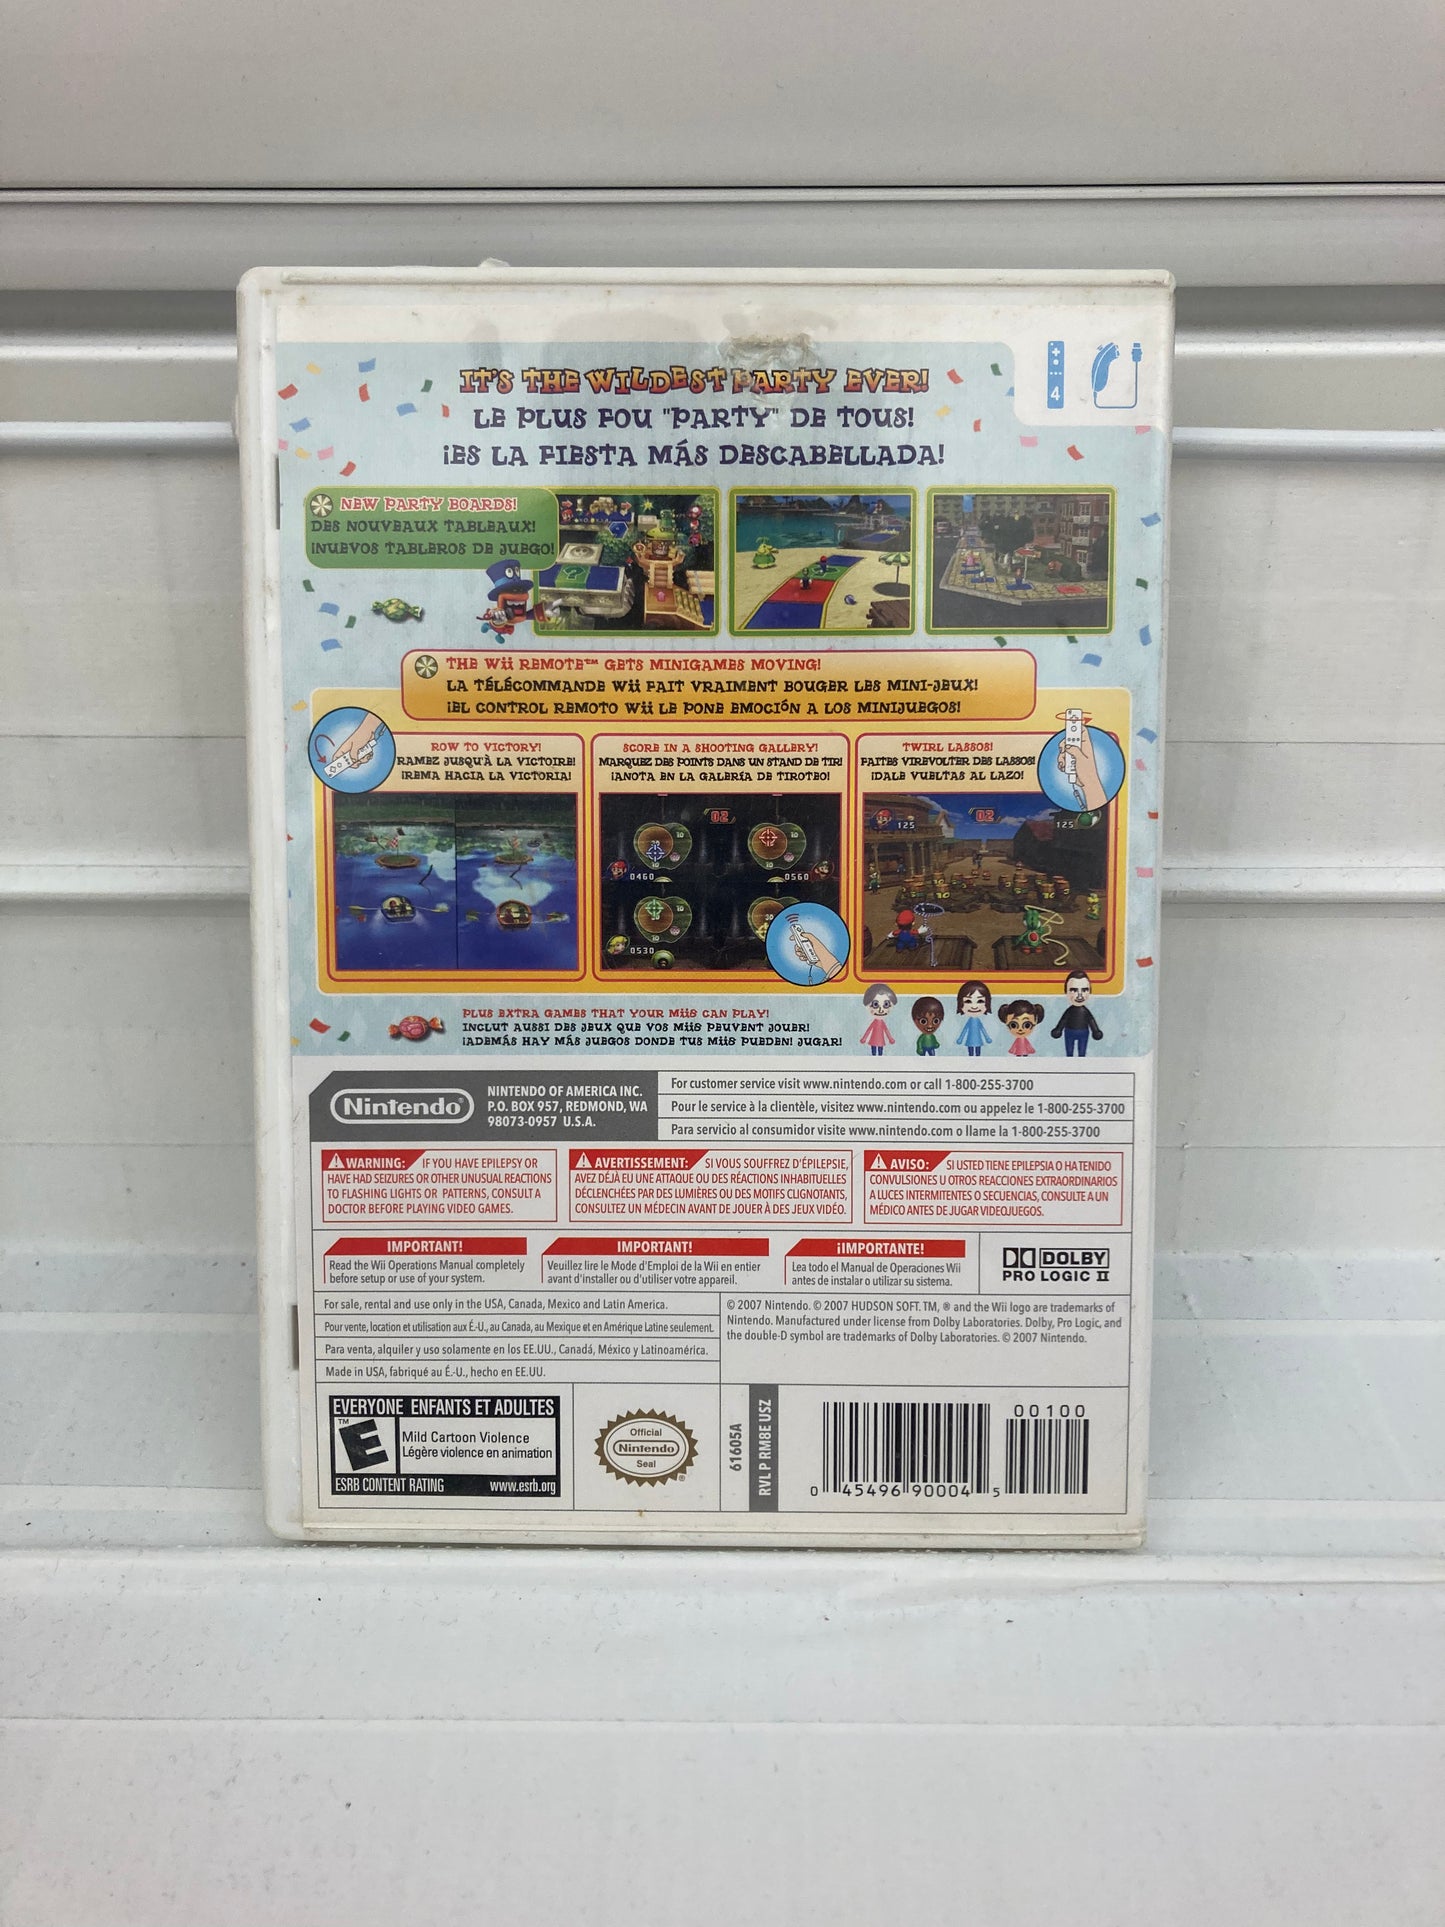 IT'S THE WILDEST PARTY EVER!
LE PLUS FOU "PARTY" DE TOUS!
¡ES LA FIESTA MÁS DESCABELLADA!
4
NEW PARTY BOARDS!
DES NOUVEAUX TABLEAUX!
¡NUEVOS TABLEROS DE JUEGO!
THE Wii REMOTE™ GETS MINIGAMES MOVING!
LA TÉLÉCOMMANDE Wii FAIT VRAIMENT BOUGER LES MINI-JEUX!
¡EL CONTROL REMOTO Wii LE PONE EMOCIÓN A LOS MINIJUEGOS!
ROW TO VICTORY!
RAMEZ JUSQU'À LA VICTOIRE!
¡REMA HACIA LA VICTORIA!
SCORE IN A SHOOTING GALLERY!
MARQUEZ DES POINTS DANS UN STAND DE TIR!
¡ANOTA EN LA GALERÍA DE TIROTEO!
TWIRL LASSOS!
FAITES VIREVOLTER DES LASSOS!
¡DALE VUELTAS AL LAZO!
02
0460
0560
0530
125
02
125
PLUS EXTRA GAMES THAT YOUR Miis CAN PLAY!
INCLUT AUSSI DES JEUX QUE VOS Miis PEUVENT JOUER!
¡ADEMÁS HAY MÁS JUEGOS DONDE TUS Miis PUEDEN! JUGAR!
Nintendo®
NINTENDO OF AMERICA INC.
P.O. BOX 957, REDMOND, WA
98073-0957 U.S.A.
For customer service visit www.nintendo.com or call 1-800-255-3700
Pour le service à la clientèle, visitez www.nintendo.com ou appelez le 1-800-255-3700
Para servicio al consumidor visite www.nintendo.com o llame la 1-800-255-3700
WARNING: IF YOU HAVE EPILEPSY OR
HAVE HAD SEIZURES OR OTHER UNUSUAL REACTIONS
TO FLASHING LIGHTS OR PATTERNS, CONSULT A
DOCTOR BEFORE PLAYING VIDEO GAMES.
AVERTISSEMENT: SI VOUS SOUFFREZ D'ÉPILEPSIE,
AVEZ DÉJÀ EU UNE ATTAQUE OU DES RÉACTIONS INHABITUELLES
DÉCLENCHÉES PAR DES LUMIÈRES OU DES MOTIFS CLIGNOTANTS,
CONSULTEZ UN MÉDECIN AVANT DE JOUER À DES JEUX VIDÉO.
AVISO: SI USTED TIENE EPILEPSIA O HA TENIDO
CONVULSIONES U OTROS REACCIONES EXTRAORDINARIOS
A LUCES INTERMITENTES O SECUENCIAS, CONSULTE A UN
MÉDICO ANTES DE JUGAR VIDEOJUEGOS.
IMPORTANT!
Read the Wii Operations Manual completely
before setup or use of your system.
IMPORTANT!
Veuillez lire le Mode d'Emploi de la Wii en entier
avant d'installer ou d'utiliser votre appareil.
¡IMPORTANTE!
Lea todo el Manual de Operaciones Wii
antes de instalar o utilizar su sistema.
DOLBY
PRO LOGIC II
For sale, rental and use only in the USA, Canada, Mexico and Latin America.
Pour vente, location et utilisation aux É.-U., au Canada, au Mexique et en Amérique Latine seulement.
Para venta, alquiler y uso solamente en los EE.UU., Canadá, México y Latinoamérica.
Made in USA, fabriqué au É.-U., hecho en EE.UU.
© 2007 Nintendo. © 2007 HUDSON SOFT. TM, ® and the Wii logo are trademarks of
Nintendo. Manufactured under license from Dolby Laboratories. Dolby, Pro Logic, and
the double-D symbol are trademarks of Dolby Laboratories. © 2007 Nintendo.
EVERYONE ENFANTS ET ADULTES
TM
E
Mild Cartoon Violence
Légère violence en animation
ESRB CONTENT RATING www.esrb.org
Official
Nintendo
Seal
®
61605A
RVL P RM8E USZ
0 45496 90004 5
00100